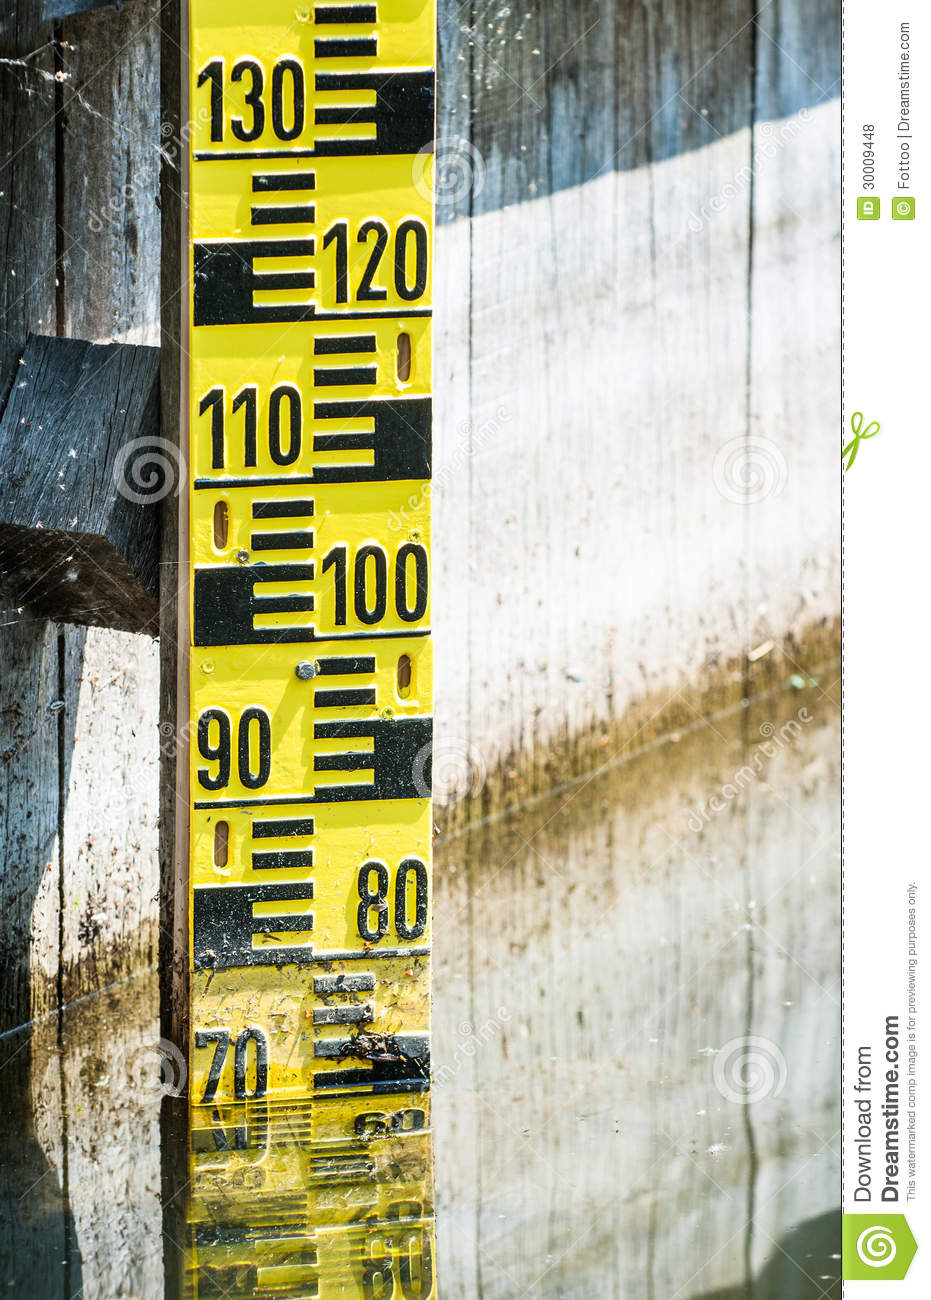 130
120
110
100
90
80
70
60
ID 30009448
© Fottoo | Dreamstime.com
Download from
Dreamstime.com
This watermarked comp image is for previewing purposes only.